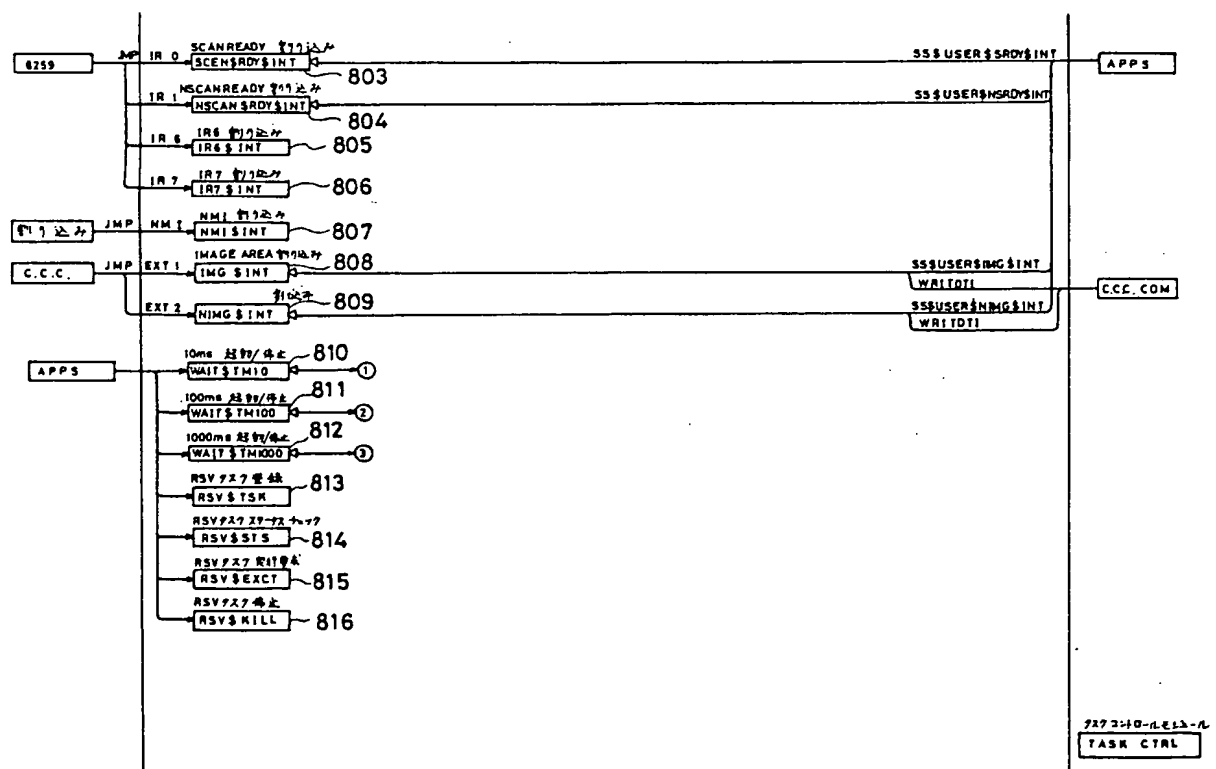 SCANREADY 割り込み
8259
JMP IR 0
SCEN$RDY$INT
803
SS$USER$SRDY$INT
APPS
NSCANREADY 割り込み
IR 1
NSCAN$RDY$INT
804
SS$USER$NSRDY$INT
IR6 割り込み
IR 6
IR6$INT
805
IR7 割り込み
IR 7
IR7$INT
806
NMI 割り込み
割り込み
JMP NMI
NMI$INT
807
IMAGE AREA 割り込み
C.C.C.
JMP EXT 1
IMG$INT
808
SS$USER$IMG$INT
WRITDTI
C.C.C. COM
割込み
EXT 2
NIMG$INT
809
SS$USER$NIMG$INT
WRITDTI
10ms 起動/停止
APPS
WAIT$TM10
810
①
100ms 起動/停止
WAIT$TM100
811
②
1000ms 起動/停止
WAIT$TM1000
812
③
RSVタスク登録
RSV$TSK
813
RSVタスクステータスチェック
RSV$STS
814
RSVタスク実行要求
RSV$EXCT
815
RSVタスク停止
RSV$KILL
816
タスクコントロールモジュール
TASK CTRL